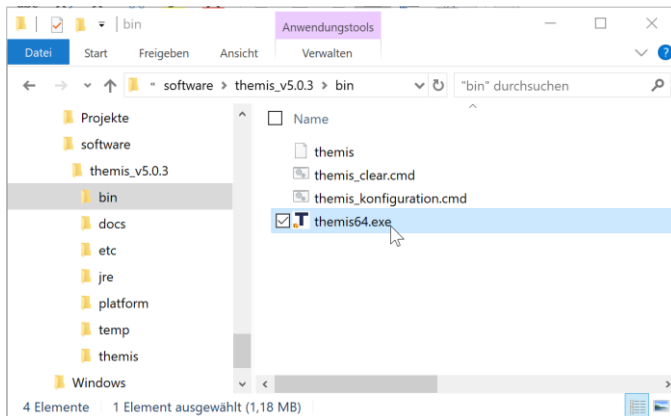 bin
Anwendungstools
Datei
Start
Freigeben
Ansicht
Verwalten
software > themis_v5.0.3 > bin
"bin" durchsuchen
Projekte
software
themis_v5.0.3
bin
docs
etc
jre
platform
temp
themis
Windows
Name
themis
themis_clear.cmd
themis_konfiguration.cmd
themis64.exe
4 Elemente
1 Element ausgewählt (1,18 MB)